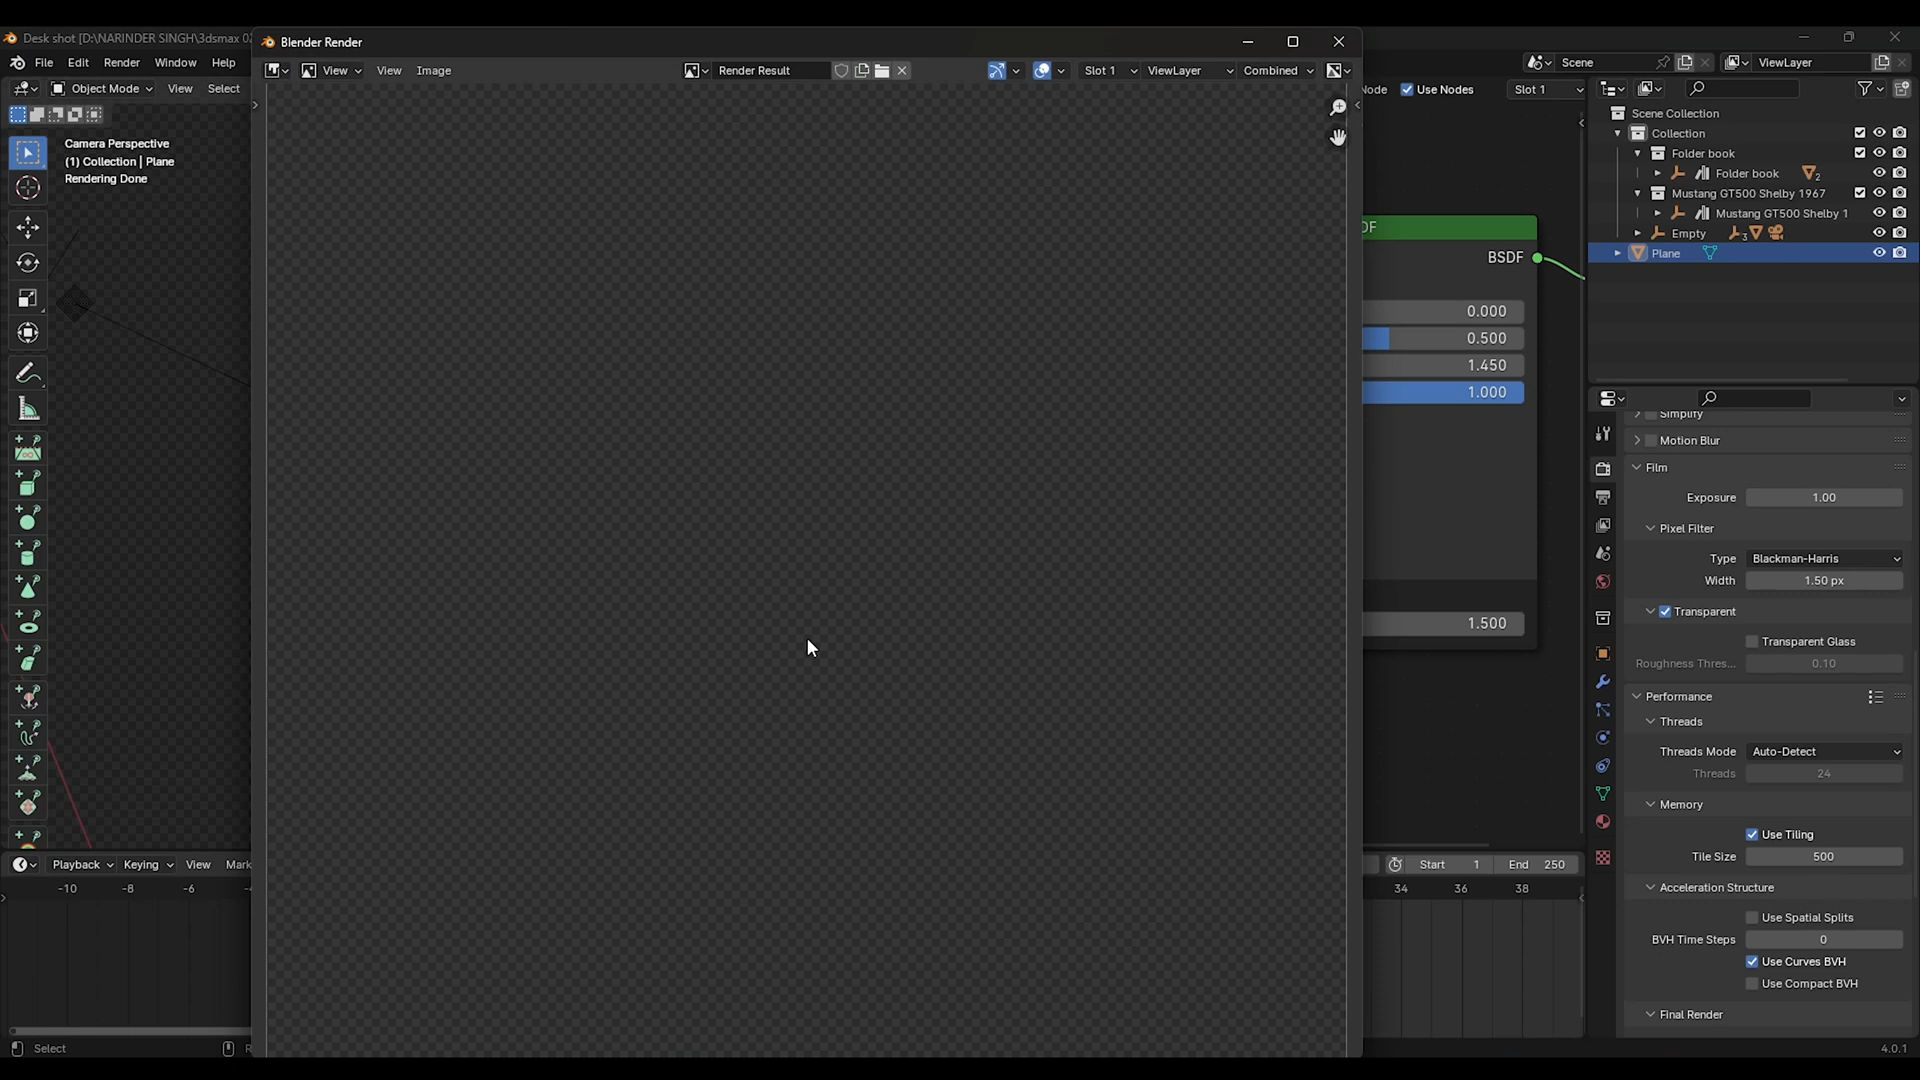 Desk shot [D:\NARINDER SINGH\3dsmax 02
Blender Render
File Edit Render Window Help
View View Image Render Result Slot 1 ViewLayer Combined
Scene ViewLayer
Object Mode View Select
Node Use Nodes Slot 1
Camera Perspective
(1) Collection | Plane
Rendering Done
Scene Collection
Collection
Folder book
Folder book 2
Mustang GT500 Shelby 1967
Mustang GT500 Shelby 1
Empty 3
Plane
DF
BSDF
0.000
0.500
1.450
1.000
1.500
Simplify
Motion Blur
Film
Exposure 1.00
Pixel Filter
Type Blackman-Harris
Width 1.50 px
Transparent
Transparent Glass
Roughness Thres... 0.10
Performance
Threads
Threads Mode Auto-Detect
Threads 24
Memory
Use Tiling
Tile Size 500
Acceleration Structure
Use Spatial Splits
BVH Time Steps 0
Use Curves BVH
Use Compact BVH
Final Render
Playback Keying View Mark
Start 1 End 250
-10 -8 -6 34 36 38
Select
4.0.1